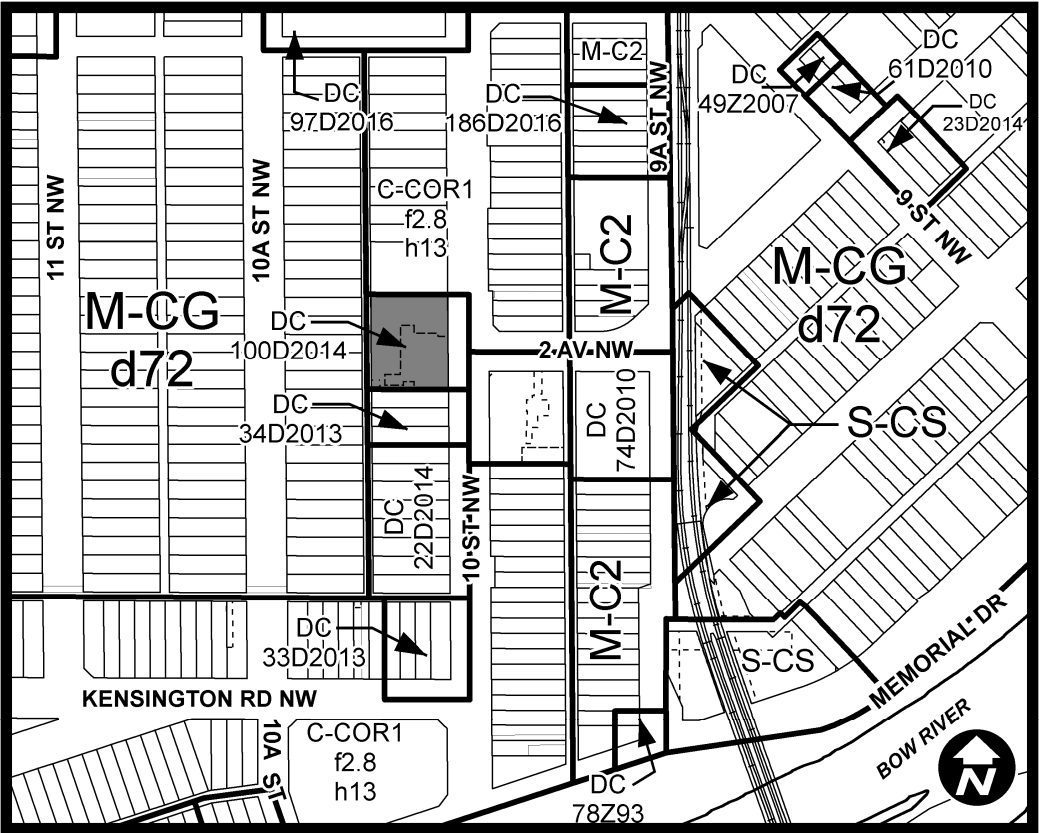 M-C2
DC
61D2010
DC
49Z2007
DC
97D2016
DC
186D2016
DC
23D2014
9A ST NW
11 ST NW
10A ST NW
C-COR1
f2.8
h13
9 ST NW
M-C2
M-CG
d72
M-CG
d72
DC
100D2014
2 AV NW
DC
34D2013
DC
74D2010
S-CS
DC
22D2014
10 ST NW
M-C2
DC
33D2013
S-CS
MEMORIAL DR
KENSINGTON RD NW
10A ST
C-COR1
f2.8
h13
BOW RIVER
DC
78Z93
N